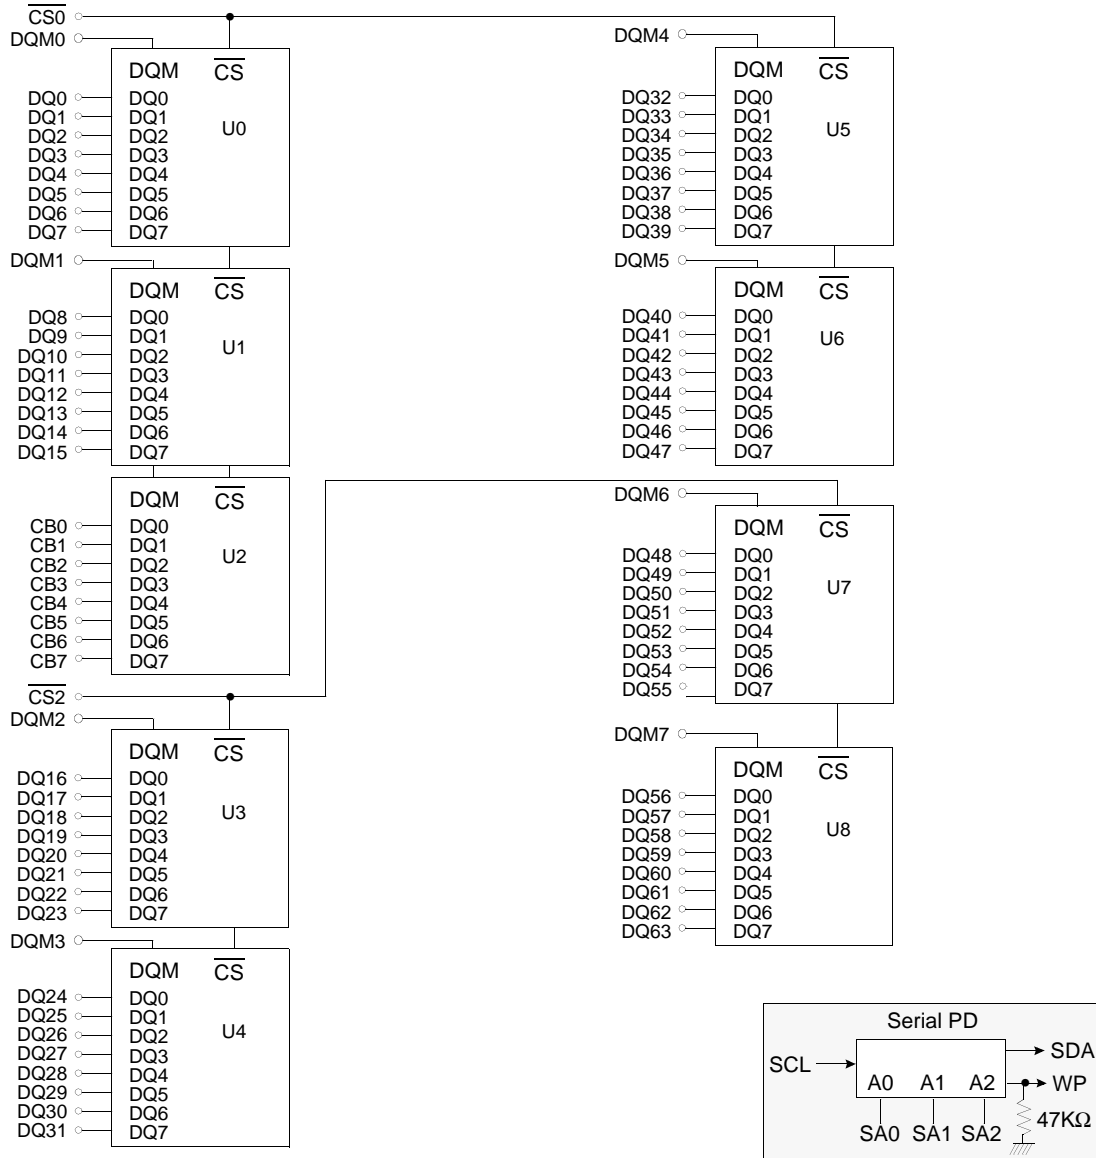 CS0
DQM0
DQM CS
DQ0 DQ0
DQ1 DQ1
DQ2 DQ2
U0
DQ3 DQ3
DQ4 DQ4
DQ5 DQ5
DQ6 DQ6
DQ7 DQ7
DQM1
DQM CS
DQ8 DQ0
DQ9 DQ1
DQ10 DQ2
U1
DQ11 DQ3
DQ12 DQ4
DQ13 DQ5
DQ14 DQ6
DQ15 DQ7
DQM CS
CB0 DQ0
CB1 DQ1
CB2 DQ2
U2
CB3 DQ3
CB4 DQ4
CB5 DQ5
CB6 DQ6
CB7 DQ7
CS2
DQM2
DQM CS
DQ16 DQ0
DQ17 DQ1
DQ18 DQ2
U3
DQ19 DQ3
DQ20 DQ4
DQ21 DQ5
DQ22 DQ6
DQ23 DQ7
DQM3
DQM CS
DQ24 DQ0
DQ25 DQ1
DQ26 DQ2
U4
DQ27 DQ3
DQ28 DQ4
DQ29 DQ5
DQ30 DQ6
DQ31 DQ7
DQM4
DQM CS
DQ32 DQ0
DQ33 DQ1
DQ34 DQ2
U5
DQ35 DQ3
DQ36 DQ4
DQ37 DQ5
DQ38 DQ6
DQ39 DQ7
DQM5
DQM CS
DQ40 DQ0
DQ41 DQ1
DQ42 DQ2
U6
DQ43 DQ3
DQ44 DQ4
DQ45 DQ5
DQ46 DQ6
DQ47 DQ7
DQM6
DQM CS
DQ48 DQ0
DQ49 DQ1
DQ50 DQ2
U7
DQ51 DQ3
DQ52 DQ4
DQ53 DQ5
DQ54 DQ6
DQ55 DQ7
DQM7
DQM CS
DQ56 DQ0
DQ57 DQ1
DQ58 DQ2
U8
DQ59 DQ3
DQ60 DQ4
DQ61 DQ5
DQ62 DQ6
DQ63 DQ7
Serial PD
SCL SDA
A0 A1 A2 WP
SA0 SA1 SA2 47KΩ